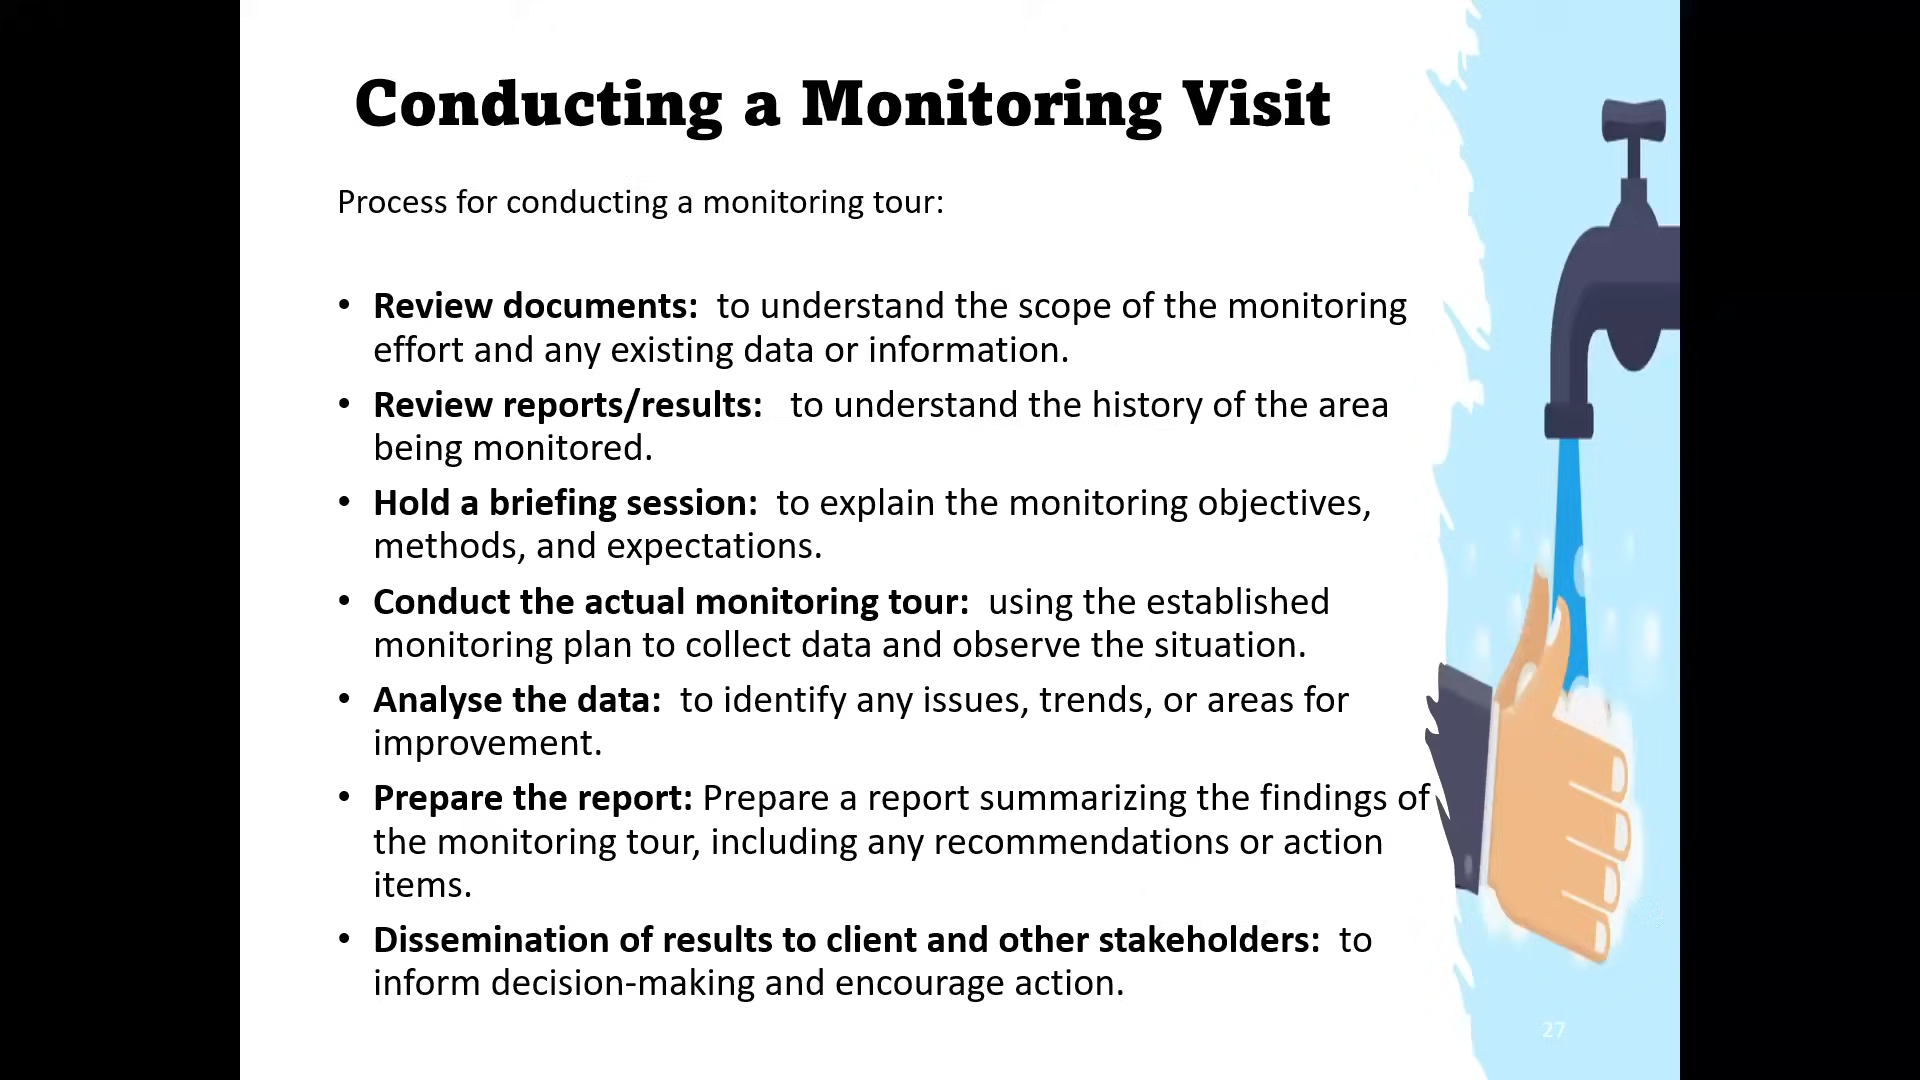 Conducting a Monitoring Visit
Process for conducting a monitoring tour:
• Review documents: to understand the scope of the monitoring
effort and any existing data or information.
• Review reports/results: to understand the history of the area
being monitored.
• Hold a briefing session: to explain the monitoring objectives,
methods, and expectations.
• Conduct the actual monitoring tour: using the established
monitoring plan to collect data and observe the situation.
• Analyse the data: to identify any issues, trends, or areas for
improvement.
• Prepare the report: Prepare a report summarizing the findings of
the monitoring tour, including any recommendations or action
items.
• Dissemination of results to client and other stakeholders: to
inform decision-making and encourage action.
27